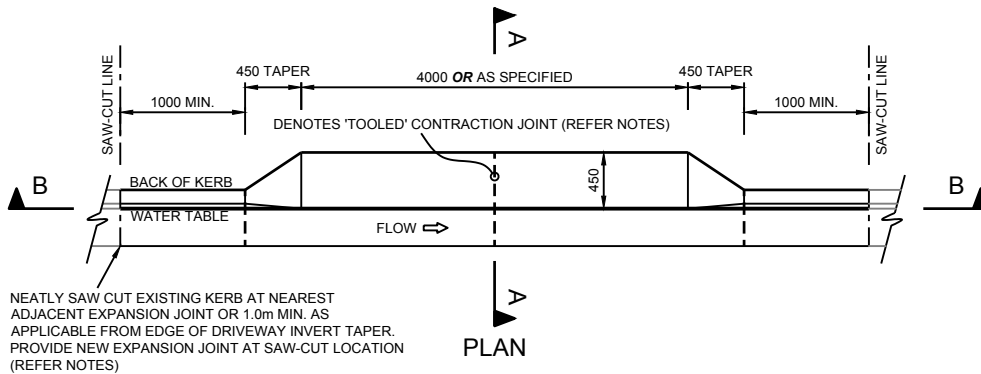 A
SAW-CUT LINE
450 TAPER
4000 OR AS SPECIFIED
450 TAPER
SAW-CUT LINE
1000 MIN.
1000 MIN.
DENOTES 'TOOLED' CONTRACTION JOINT (REFER NOTES)
B
BACK OF KERB
450
B
WATER TABLE
FLOW
NEATLY SAW CUT EXISTING KERB AT NEAREST
ADJACENT EXPANSION JOINT OR 1.0m MIN. AS
APPLICABLE FROM EDGE OF DRIVEWAY INVERT TAPER.
PROVIDE NEW EXPANSION JOINT AT SAW-CUT LOCATION
(REFER NOTES)
A
PLAN